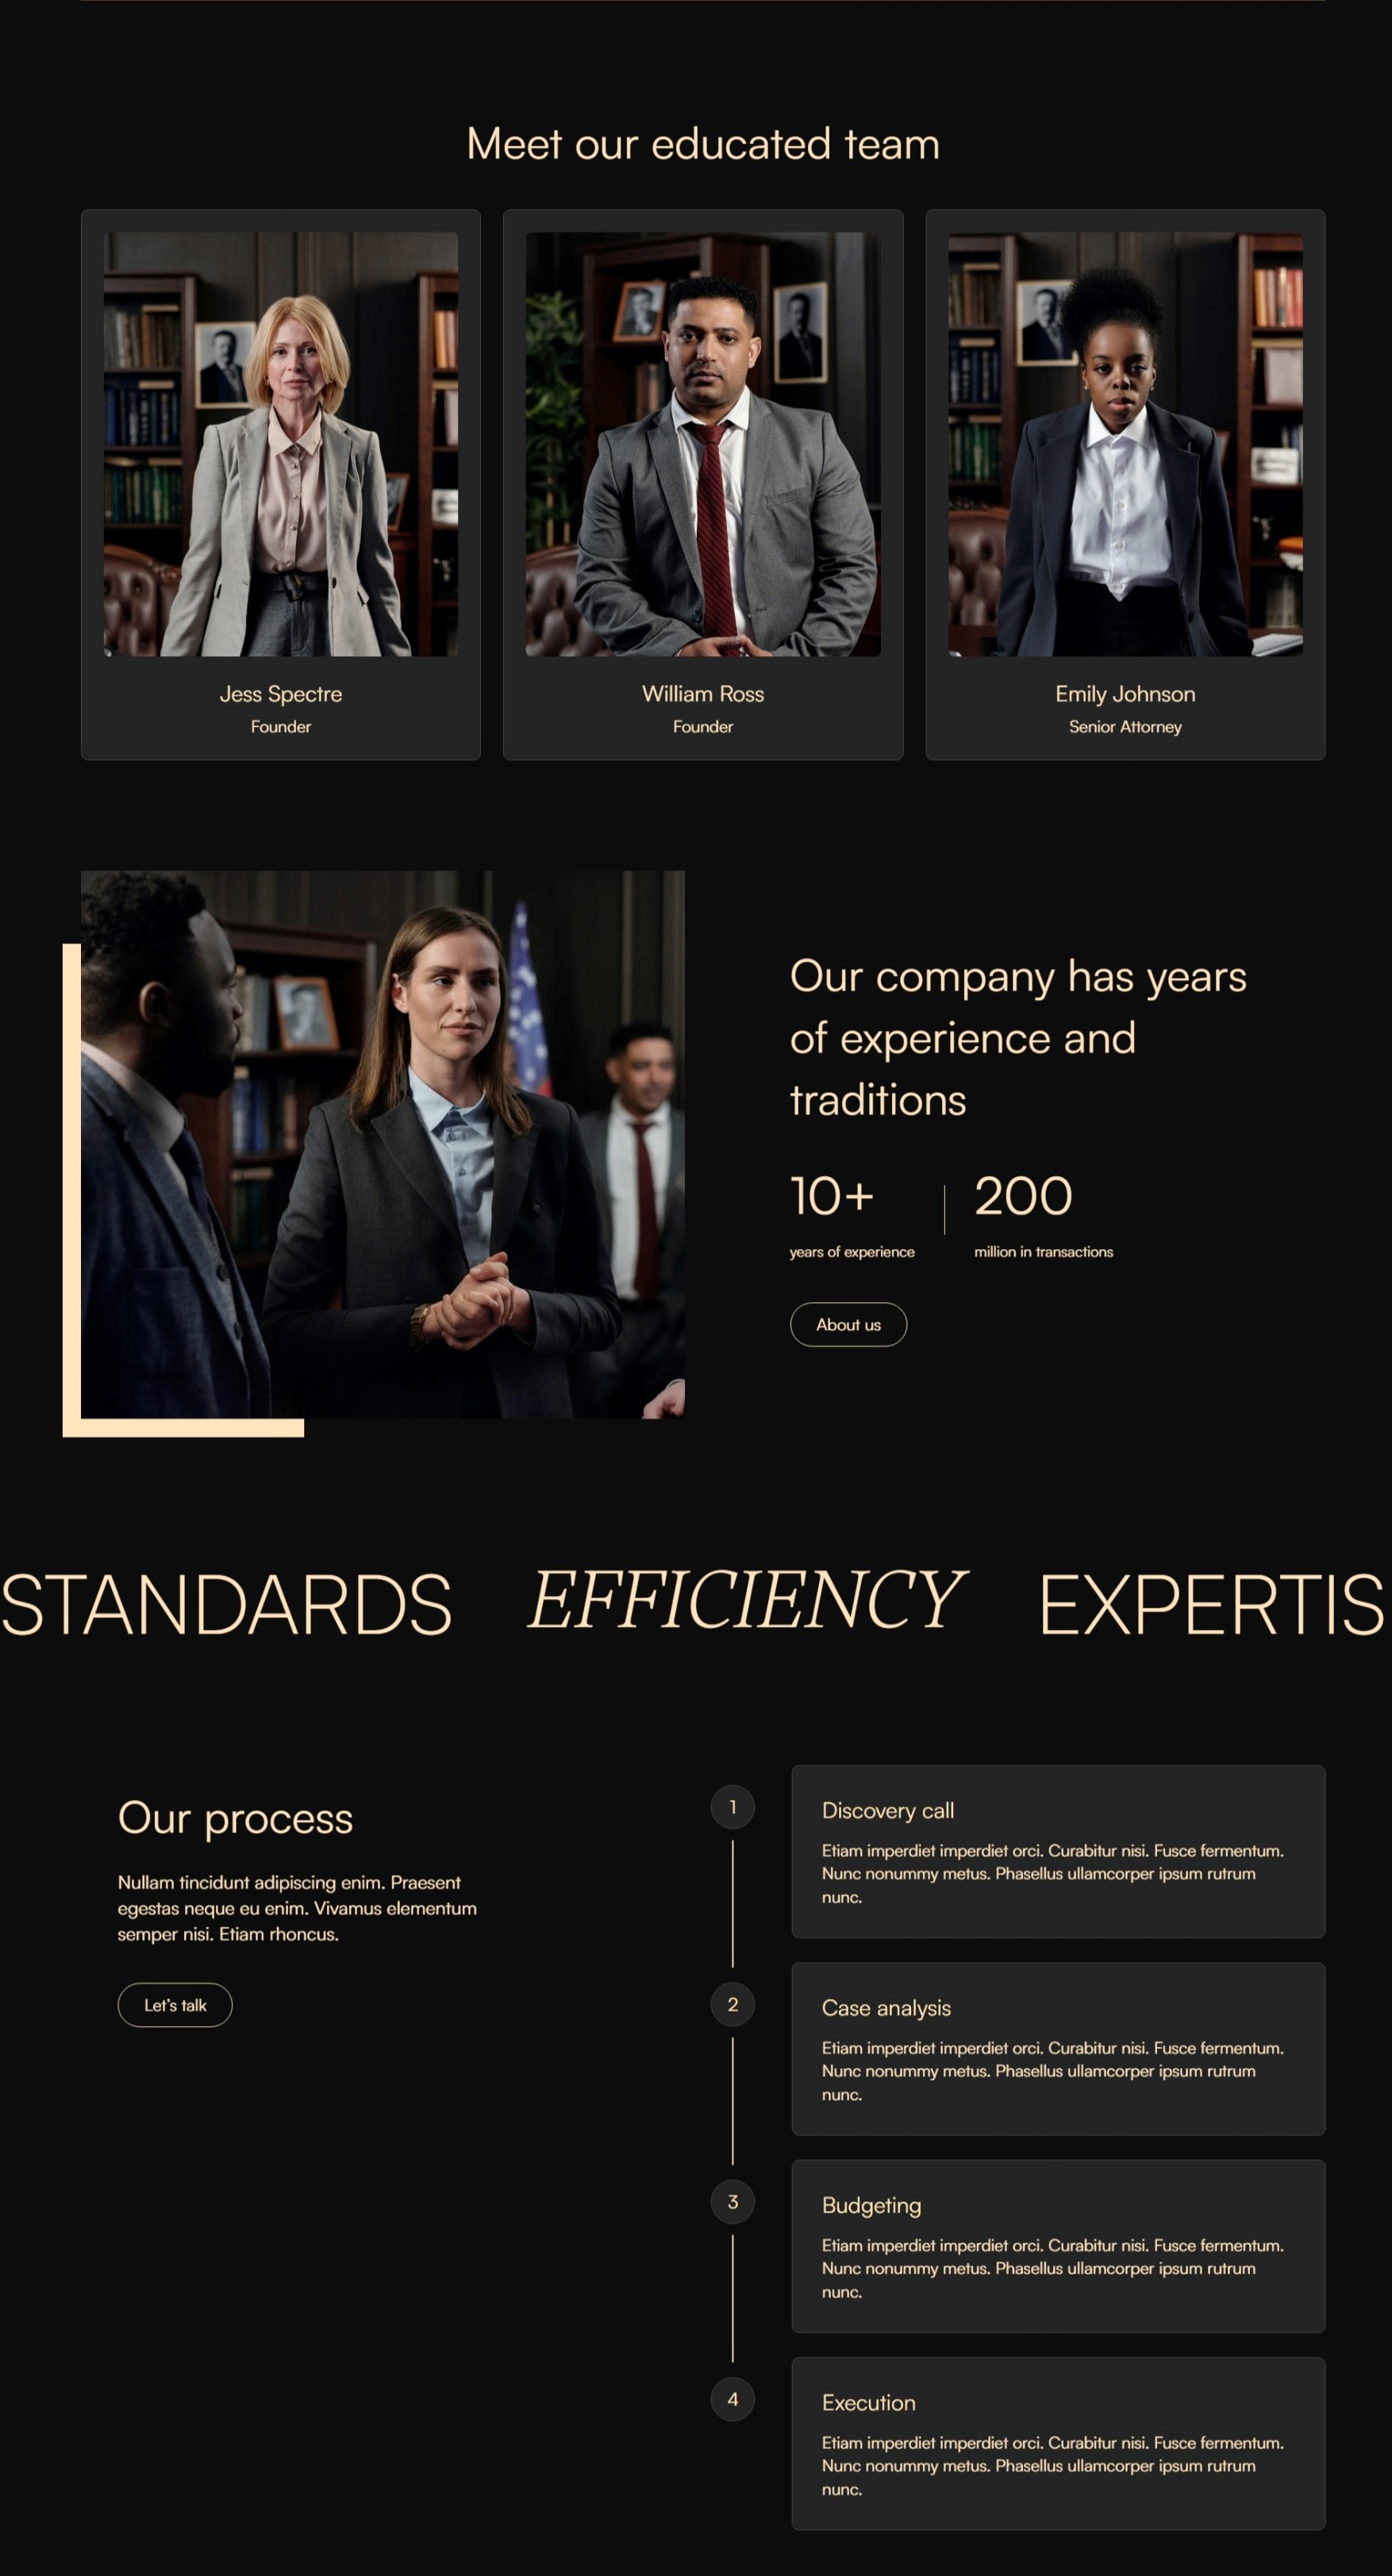 Meet our educated team
Jess Spectre
Founder
William Ross
Founder
Emily Johnson
Senior Attorney
Our company has years
of experience and
traditions
10+
years of experience
200
million in transactions
About us
STANDARDS EFFICIENCY EXPERTIS
Our process
Nullam tincidunt adipiscing enim. Praesent
egestas neque eu enim. Vivamus elementum
semper nisi. Etiam rhoncus.
Let's talk
1
Discovery call
Etiam imperdiet imperdiet orci. Curabitur nisi. Fusce fermentum.
Nunc nonummy metus. Phasellus ullamcorper ipsum rutrum
nunc.
2
Case analysis
Etiam imperdiet imperdiet orci. Curabitur nisi. Fusce fermentum.
Nunc nonummy metus. Phasellus ullamcorper ipsum rutrum
nunc.
3
Budgeting
Etiam imperdiet imperdiet orci. Curabitur nisi. Fusce fermentum.
Nunc nonummy metus. Phasellus ullamcorper ipsum rutrum
nunc.
4
Execution
Etiam imperdiet imperdiet orci. Curabitur nisi. Fusce fermentum.
Nunc nonummy metus. Phasellus ullamcorper ipsum rutrum
nunc.